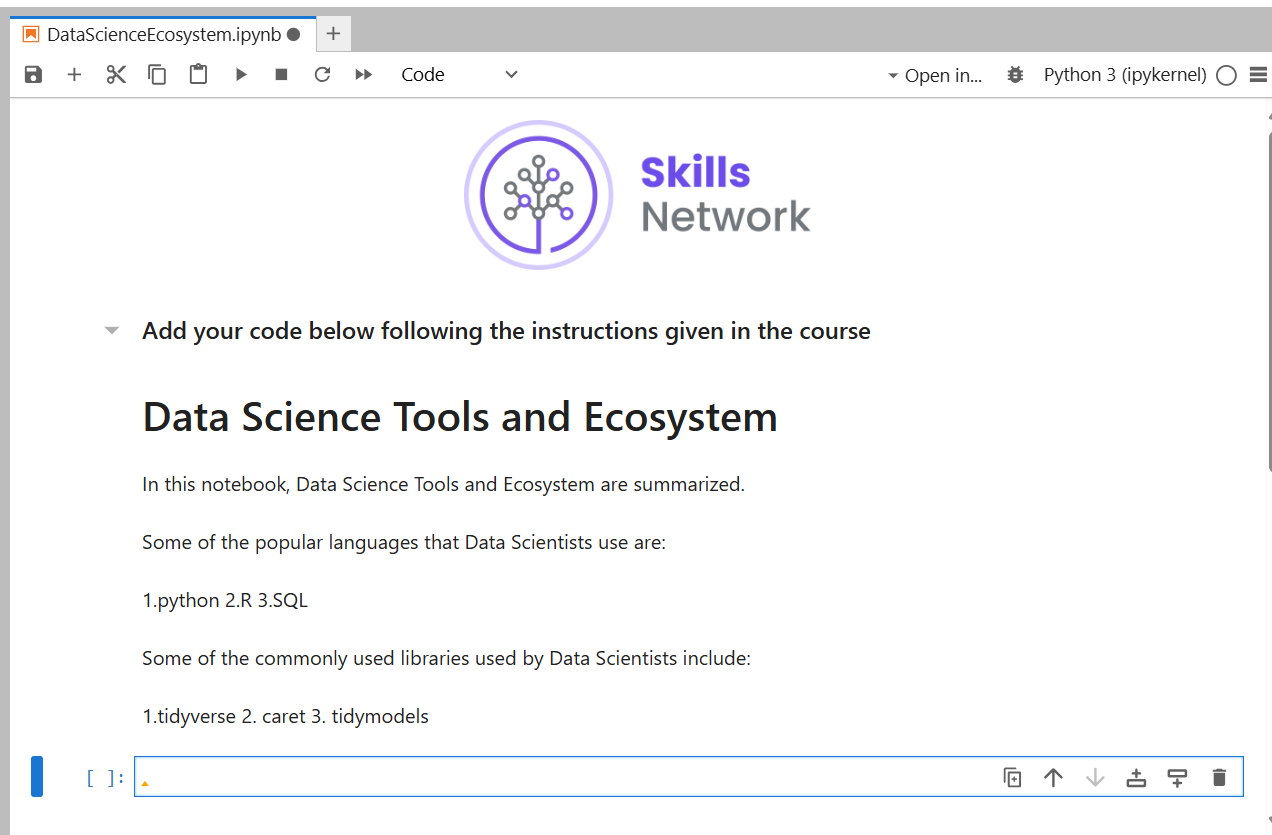 DataScienceEcosystem.ipynb
Code
Open in...
Python 3 (ipykernel)
Skills
Network
Add your code below following the instructions given in the course
Data Science Tools and Ecosystem
In this notebook, Data Science Tools and Ecosystem are summarized.
Some of the popular languages that Data Scientists use are:
1.python 2.R 3.SQL
Some of the commonly used libraries used by Data Scientists include:
1.tidyverse 2. caret 3. tidymodels
[ ]: